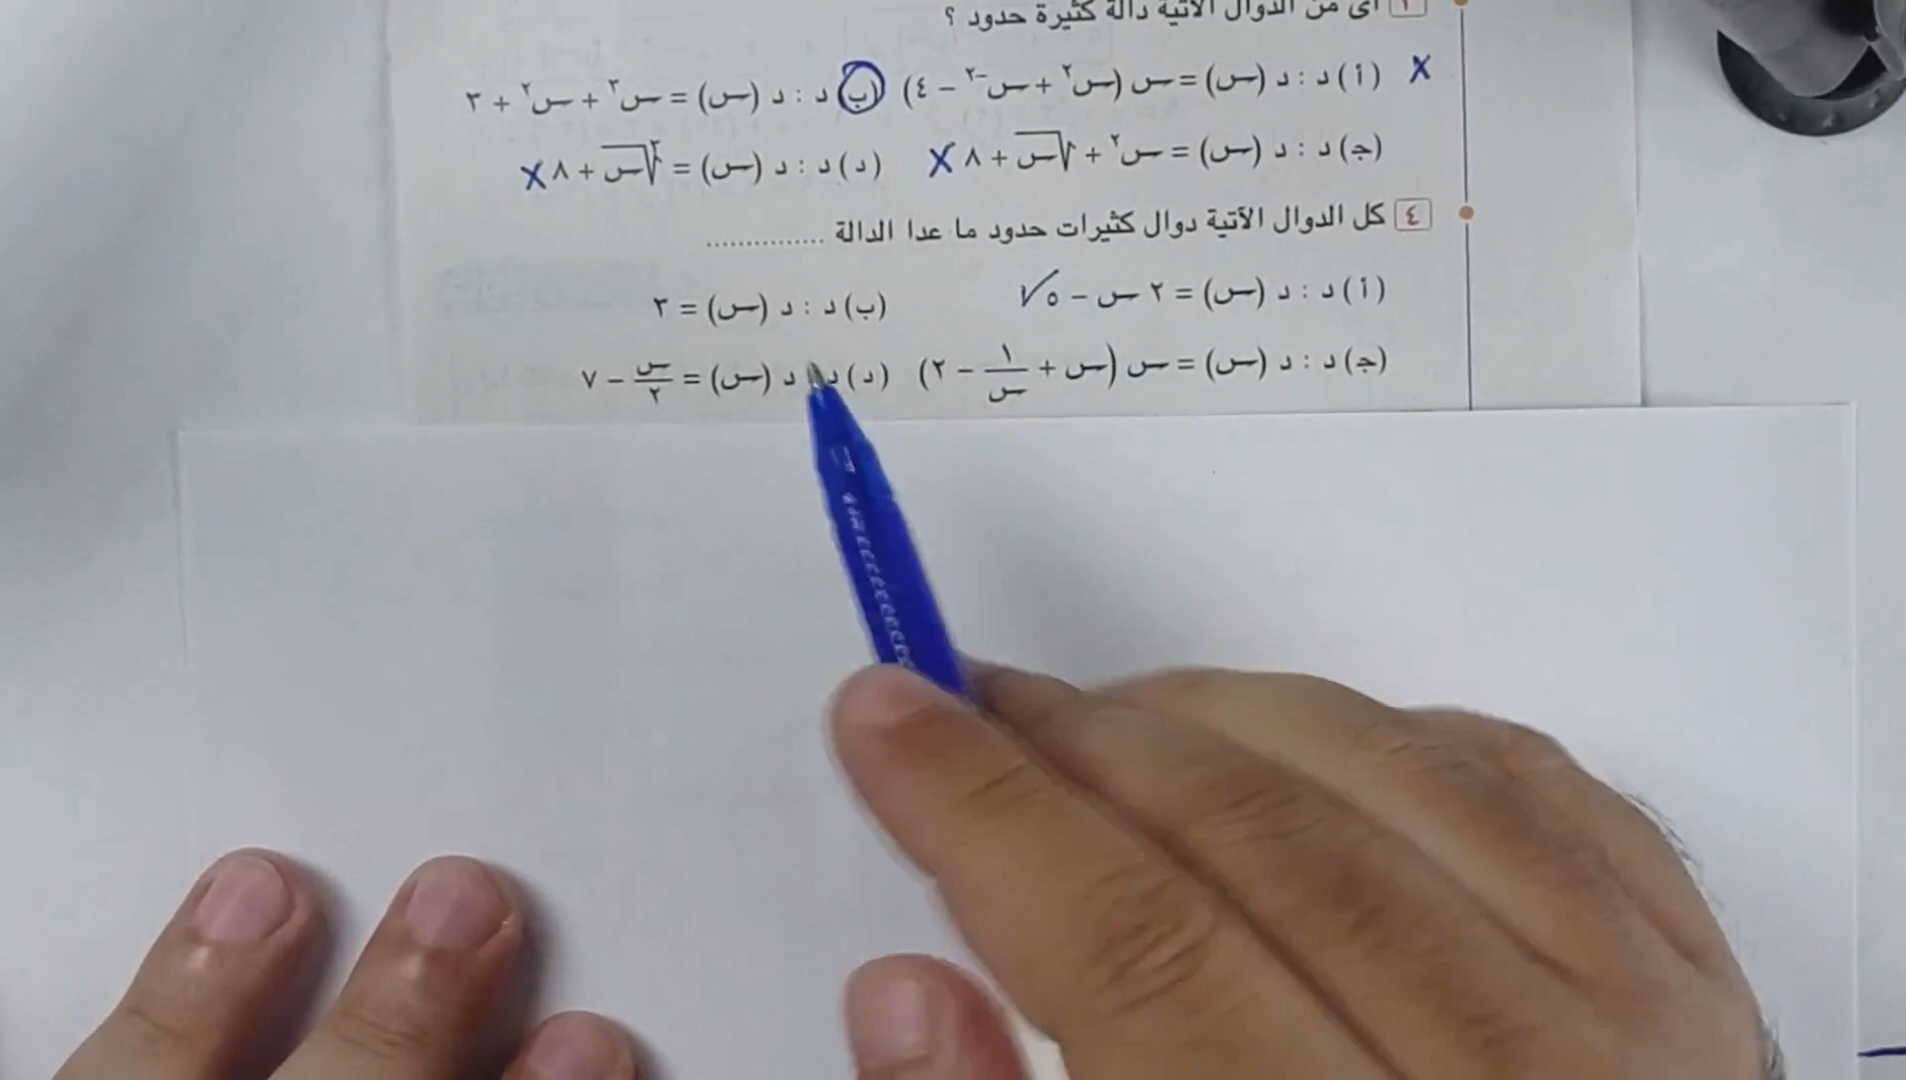 أى من الدوال الآتية دالة كثيرة حدود ؟
X (أ) د : د (س) = س (س٢ + س−٢ − ٤) (ب) د : د (س) = س٣ + س٢ + ٣
(جـ) د : د (س) = س٢ + √س + ٨ X (د) د : د (س) = ∛س + ٨ X
٤ كل الدوال الآتية دوال كثيرات حدود ما عدا الدالة ...............
(أ) د : د (س) = ٢ س − ٥ ✓ (ب) د : د (س) = ٣
(جـ) د : د (س) = س (س + ١/س − ٢) (د) د : د (س) = س/٢ − ٧